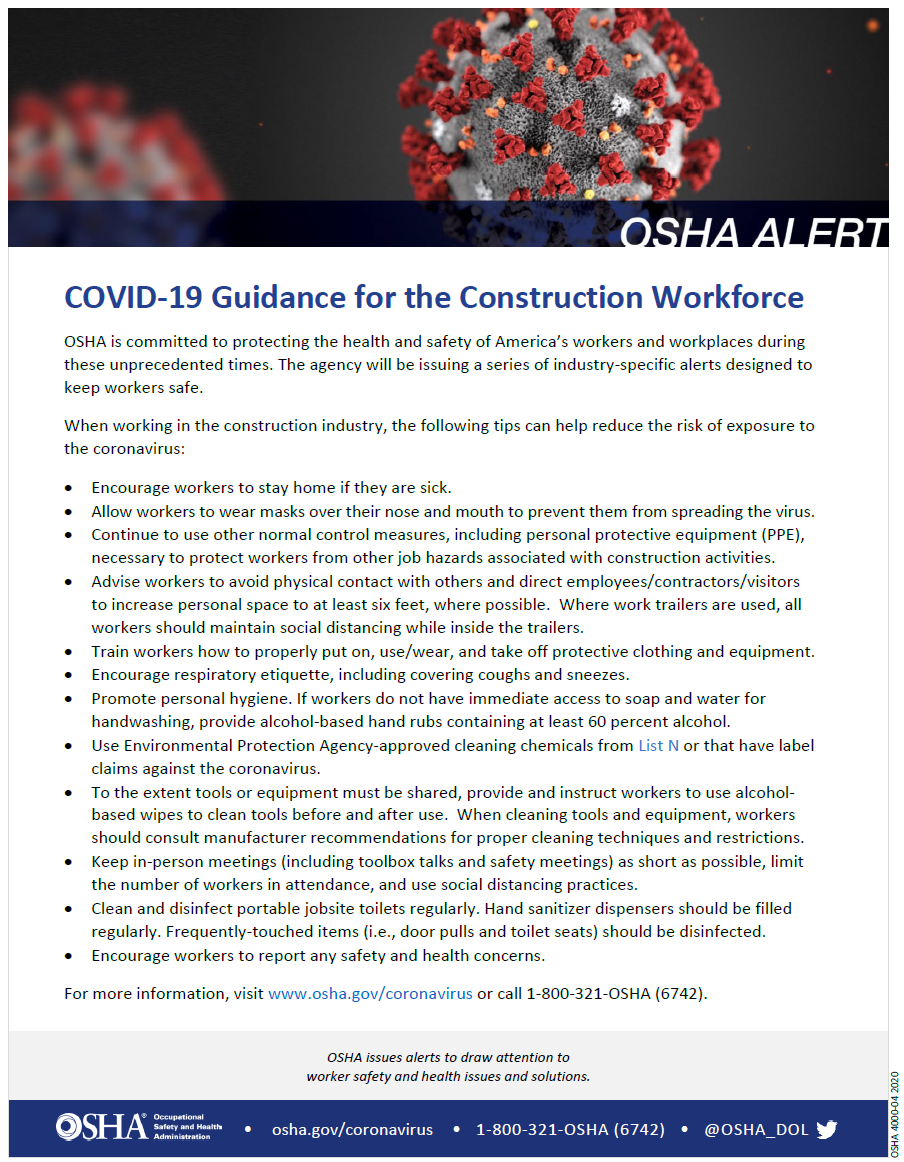 OSHA ALERT
COVID-19 Guidance for the Construction Workforce
OSHA is committed to protecting the health and safety of America’s workers and workplaces during
these unprecedented times. The agency will be issuing a series of industry-specific alerts designed to
keep workers safe.
When working in the construction industry, the following tips can help reduce the risk of exposure to
the coronavirus:
• Encourage workers to stay home if they are sick.
• Allow workers to wear masks over their nose and mouth to prevent them from spreading the virus.
• Continue to use other normal control measures, including personal protective equipment (PPE),
necessary to protect workers from other job hazards associated with construction activities.
• Advise workers to avoid physical contact with others and direct employees/contractors/visitors
to increase personal space to at least six feet, where possible.  Where work trailers are used, all
workers should maintain social distancing while inside the trailers.
• Train workers how to properly put on, use/wear, and take off protective clothing and equipment.
• Encourage respiratory etiquette, including covering coughs and sneezes.
• Promote personal hygiene. If workers do not have immediate access to soap and water for
handwashing, provide alcohol-based hand rubs containing at least 60 percent alcohol.
• Use Environmental Protection Agency-approved cleaning chemicals from List N or that have label
claims against the coronavirus.
• To the extent tools or equipment must be shared, provide and instruct workers to use alcohol-
based wipes to clean tools before and after use.  When cleaning tools and equipment, workers
should consult manufacturer recommendations for proper cleaning techniques and restrictions.
• Keep in-person meetings (including toolbox talks and safety meetings) as short as possible, limit
the number of workers in attendance, and use social distancing practices.
• Clean and disinfect portable jobsite toilets regularly. Hand sanitizer dispensers should be filled
regularly. Frequently-touched items (i.e., door pulls and toilet seats) should be disinfected.
• Encourage workers to report any safety and health concerns.
For more information, visit www.osha.gov/coronavirus or call 1-800-321-OSHA (6742).
OSHA issues alerts to draw attention to
worker safety and health issues and solutions.
OSHA® Occupational
Safety and Health
Administration
• osha.gov/coronavirus • 1-800-321-OSHA (6742) • @OSHA_DOL
OSHA 4000-04 2020